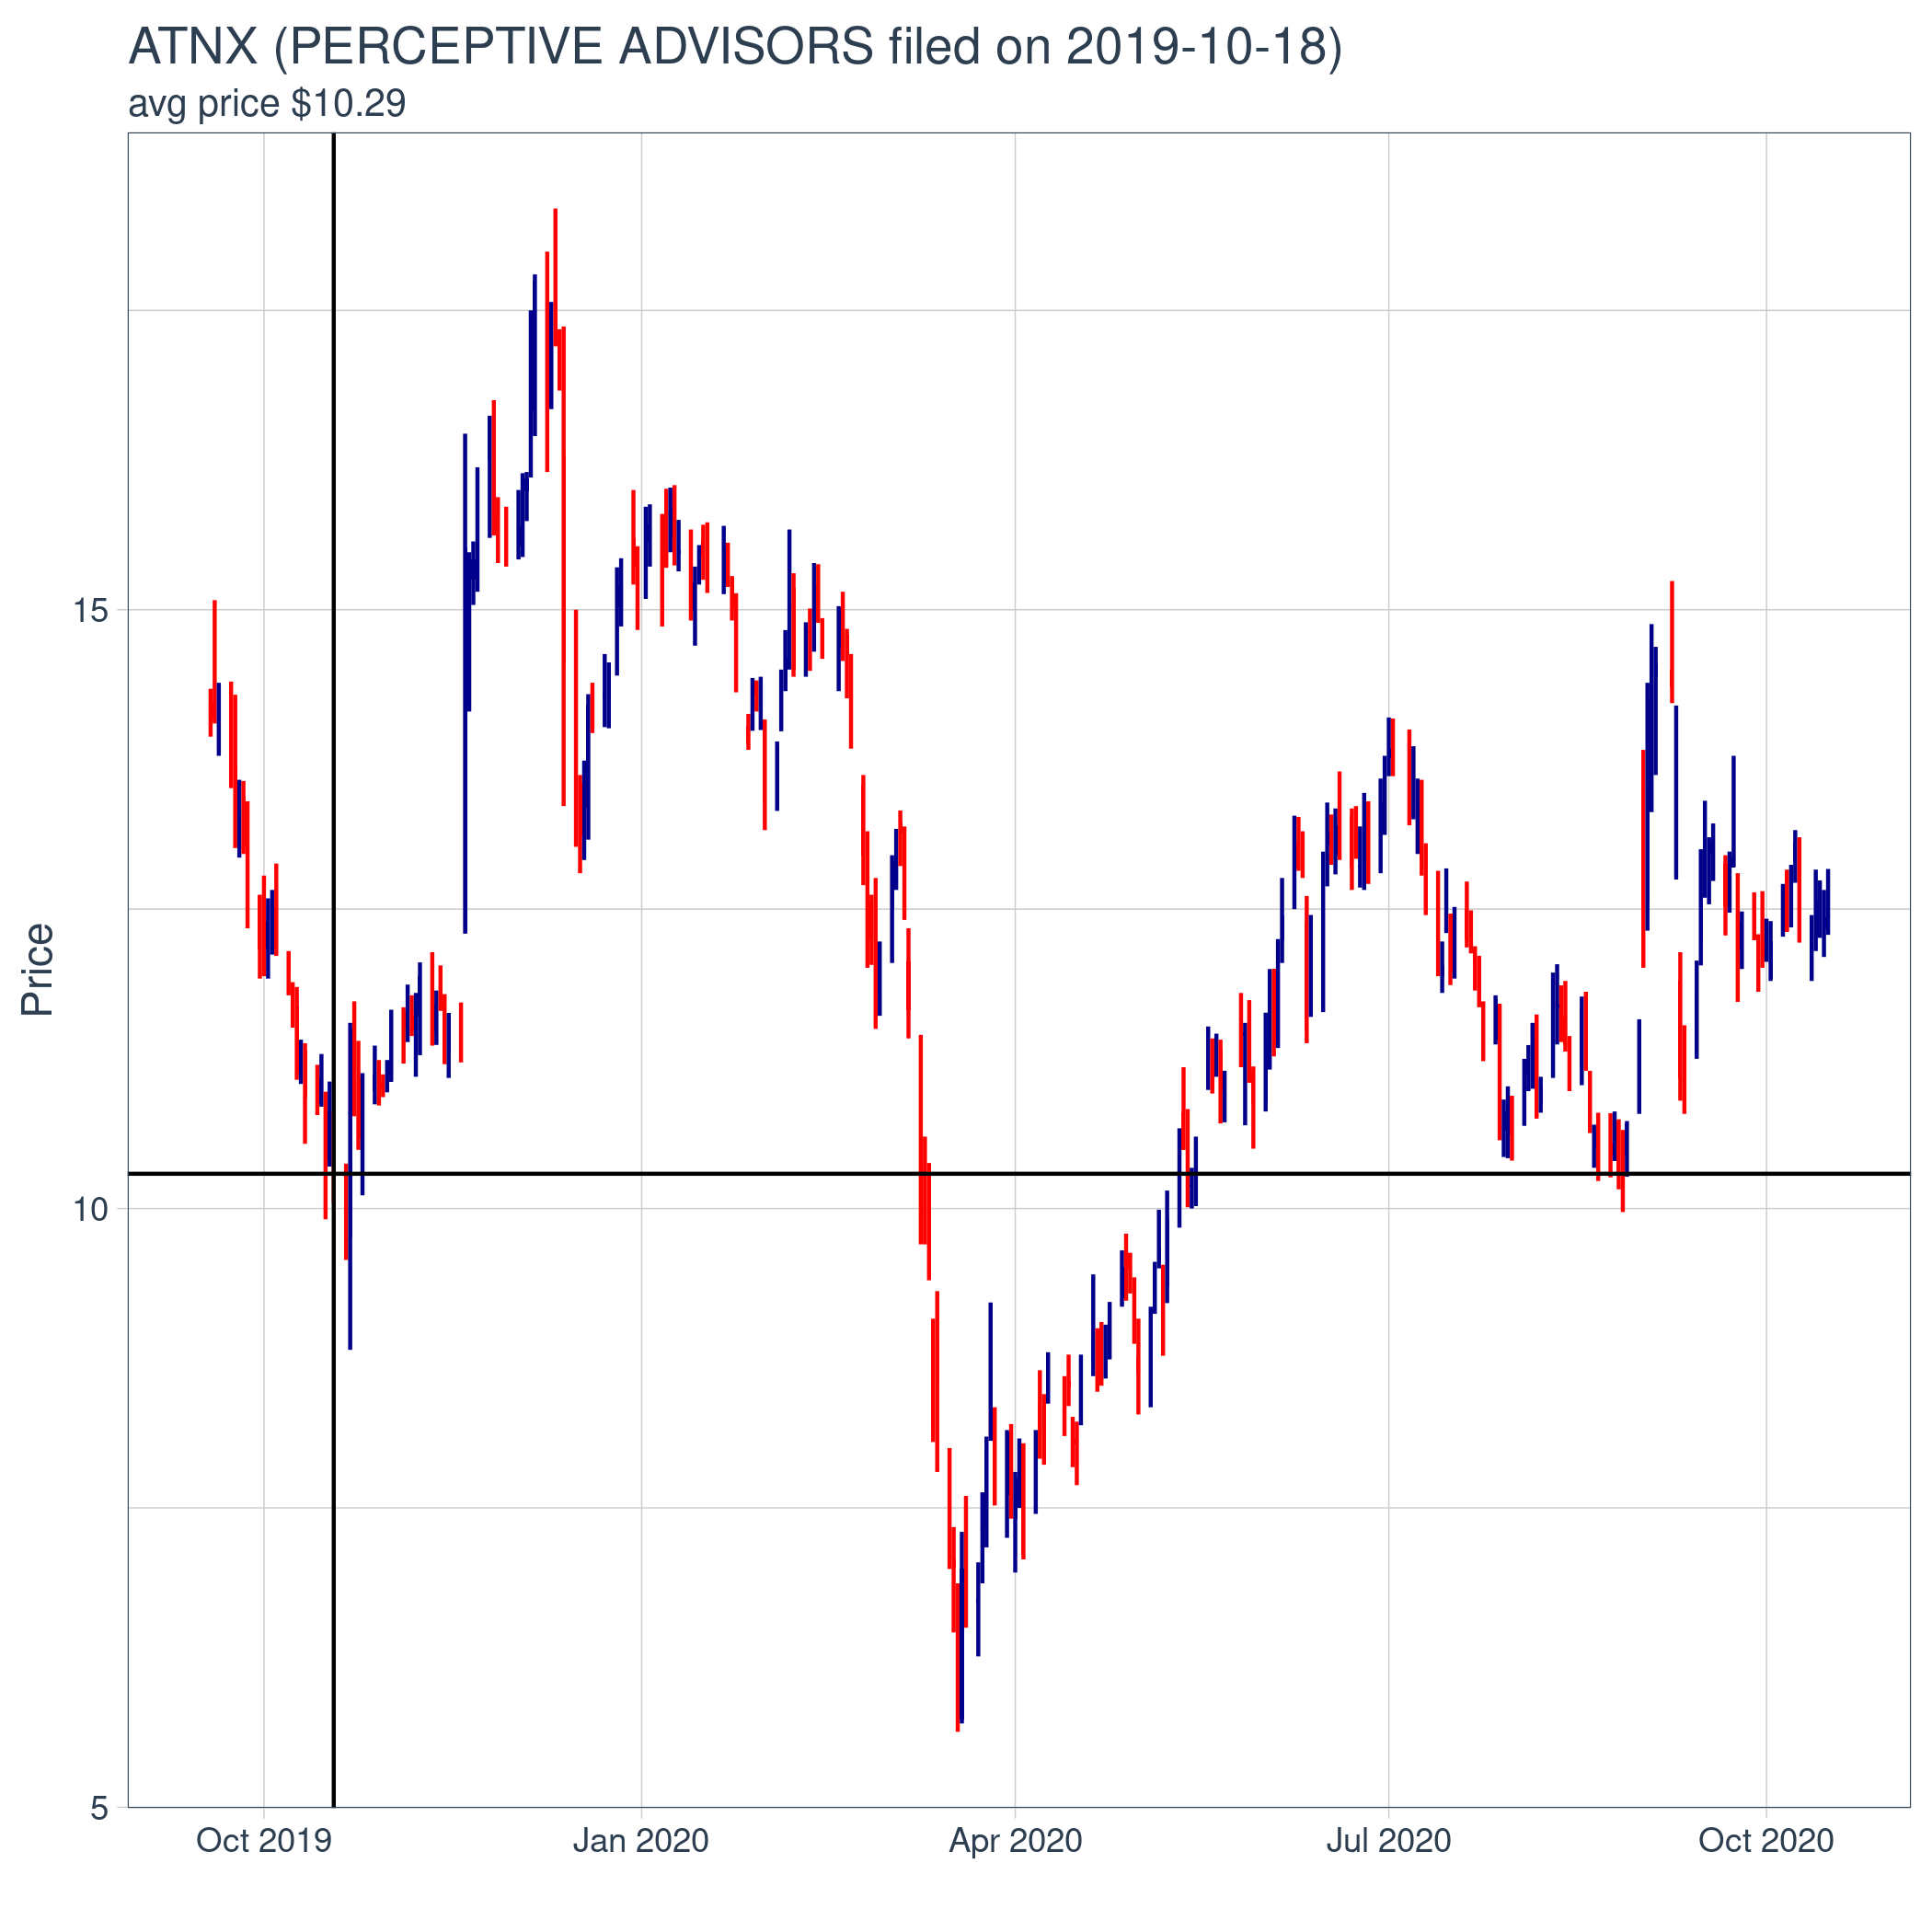 ATNX (PERCEPTIVE ADVISORS filed on 2019-10-18)
avg price $10.29
Price
15
10
5
Oct 2019
Jan 2020
Apr 2020
Jul 2020
Oct 2020